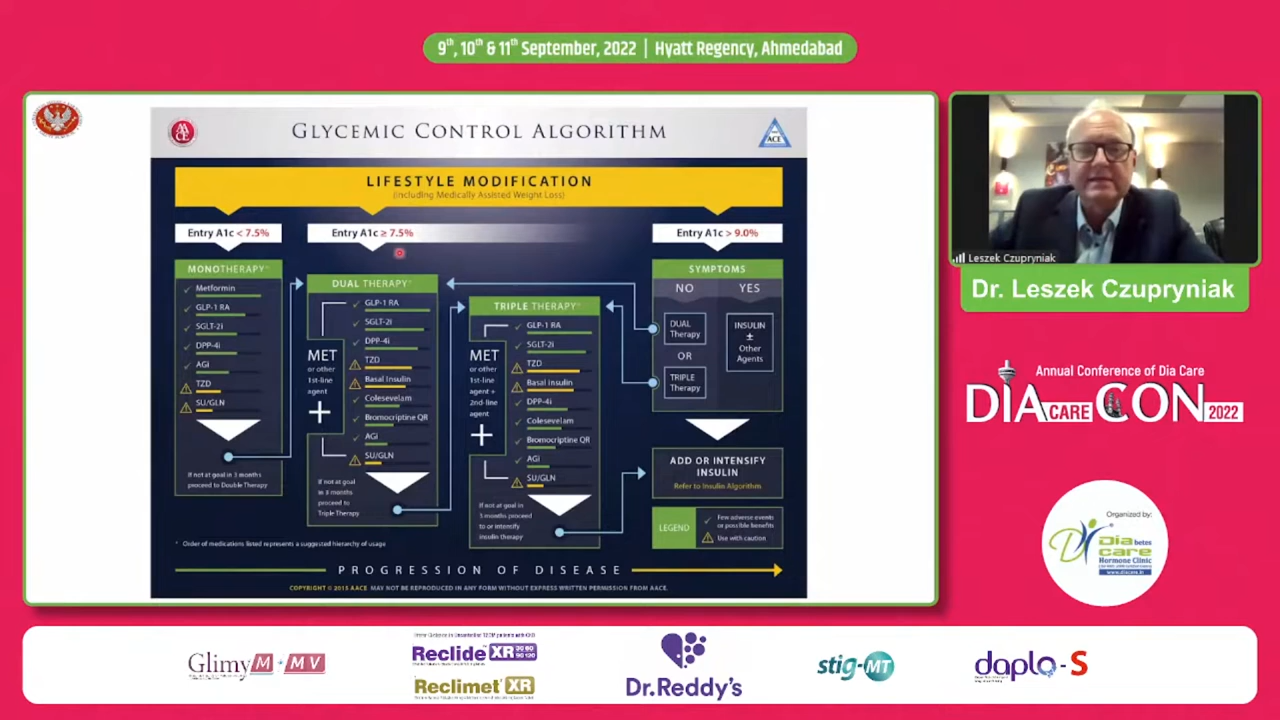 9th, 10th & 11th September, 2022 | Hyatt Regency, Ahmedabad
AACE
GLYCEMIC CONTROL ALGORITHM
ACE
LIFESTYLE MODIFICATION
(Including Medically Assisted Weight Loss)
Entry A1c < 7.5%
Entry A1c ≥ 7.5%
Entry A1c > 9.0%
MONOTHERAPY*
Metformin
GLP-1 RA
SGLT-2i
DPP-4i
AGi
TZD
SU/GLN
If not at goal in 3 months
proceed to Double Therapy
DUAL THERAPY*
MET
or other
1st-line
agent
+
GLP-1 RA
SGLT-2i
DPP-4i
TZD
Basal Insulin
Colesevelam
Bromocriptine QR
AGi
SU/GLN
If not at goal
in 3 months
proceed to
Triple Therapy
TRIPLE THERAPY*
MET
or other
1st-line
agent +
2nd-line
agent
+
GLP-1 RA
SGLT-2i
TZD
Basal Insulin
DPP-4i
Colesevelam
Bromocriptine QR
AGi
SU/GLN
If not at goal in
3 months proceed
to or intensify
insulin therapy
SYMPTOMS
NO
YES
DUAL
Therapy
OR
TRIPLE
Therapy
INSULIN
±
Other
Agents
ADD OR INTENSIFY
INSULIN
Refer to Insulin Algorithm
LEGEND
Few adverse events
or possible benefits
Use with caution
* Order of medications listed represents a suggested hierarchy of usage
PROGRESSION OF DISEASE
COPYRIGHT © 2015 AACE MAY NOT BE REPRODUCED IN ANY FORM WITHOUT EXPRESS WRITTEN PERMISSION FROM AACE.
Leszek Czupryniak
Dr. Leszek Czupryniak
Annual Conference of Dia Care
DIA CARE CON 2022
Organized by:
Diabetes
care
Hormone Clinic
www.diacare.in
Glimy M - MV
Reclide XR 30 60
90 120
Reclimet XR
Dr.Reddy's
stig-MT
daplo-S